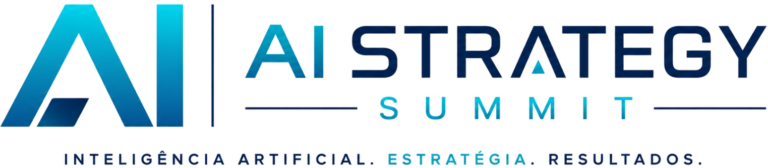 AI
AI STRATEGY
SUMMIT
INTELIGÊNCIA ARTIFICIAL. ESTRATÉGIA. RESULTADOS.